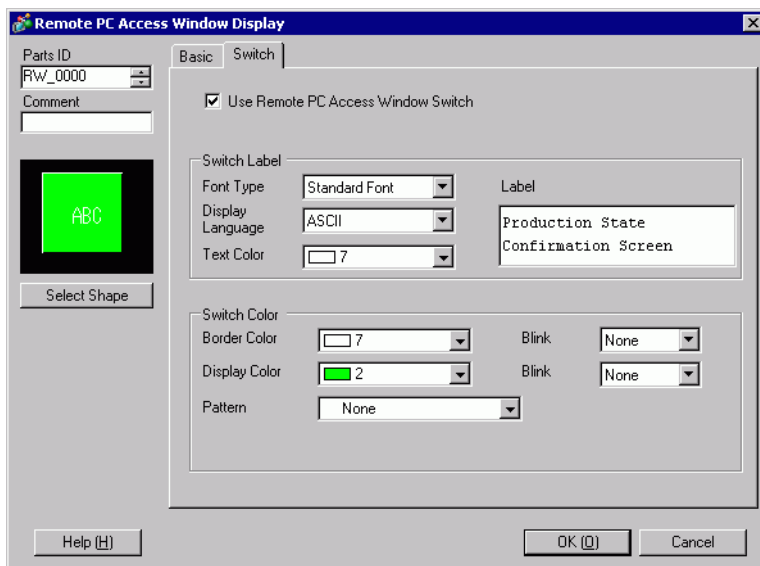 Remote PC Access Window Display
Parts ID
RW_0000
Comment
ABC
Select Shape
Basic
Switch
Use Remote PC Access Window Switch
Switch Label
Font Type
Standard Font
Label
Display
Language
ASCII
Production State
Confirmation Screen
Text Color
7
Switch Color
Border Color
7
Blink
None
Display Color
2
Blink
None
Pattern
None
Help (H)
OK (O)
Cancel